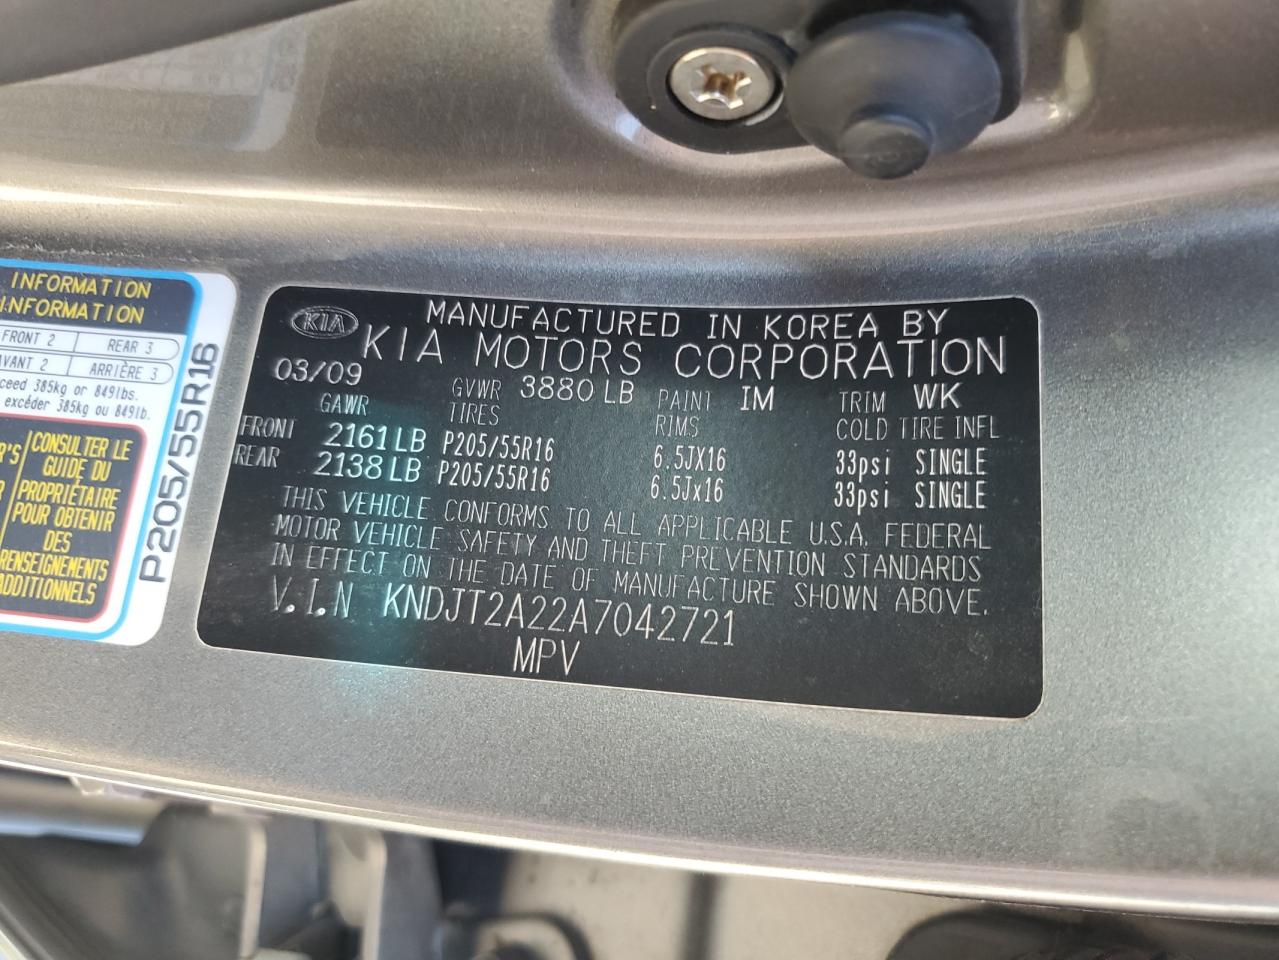 INFORMATION
INFORMATION
FRONT 2 REAR 3
AVANT 2 ARRIÈRE 3
ceed 385kg or 849lbs.
excéder 385kg ou 849lb.
R'S
CONSULTER LE
GUIDE DU
PROPRIÉTAIRE
POUR OBTENIR
DES
RENSEIGNEMENTS
ADDITIONNELS
P205/55R16
KIA
MANUFACTURED IN KOREA BY
KIA MOTORS CORPORATION
03/09 GVWR 3880 LB PAINT IM TRIM WK
GAWR TIRES RIMS COLD TIRE INFL
FRONT 2161 LB P205/55R16 6.5JX16 33psi SINGLE
REAR 2138 LB P205/55R16 6.5Jx16 33psi SINGLE
THIS VEHICLE CONFORMS TO ALL APPLICABLE U.S.A. FEDERAL
MOTOR VEHICLE SAFETY AND THEFT PREVENTION STANDARDS
IN EFFECT ON THE DATE OF MANUFACTURE SHOWN ABOVE.
V.I.N KNDJT2A22A7042721
MPV